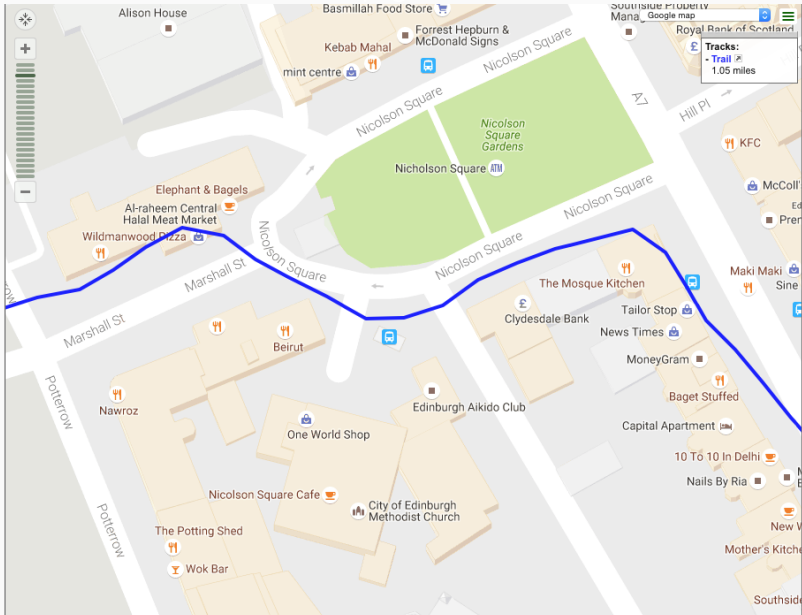 Alison House
Basmillah Food Store
Forrest Hepburn &
McDonald Signs
Kebab Mahal
mint centre
Nicolson Square
Nicolson Square
Southside Property
Google map
Royal Bank of Scotland
£
Tracks:
- Trail
1.05 miles
A7
Hill Pl
Nicolson
Square
Gardens
Nicholson Square
ATM
KFC
McColl'
Elephant & Bagels
Al-raheem Central
Halal Meat Market
Wildmanwood Pizza
Nicolson Square
Nicolson Square
Nicolson Square
Marshall St
Marshall St
Maki Maki
Sine
The Mosque Kitchen
£
Clydesdale Bank
Tailor Stop
News Times
MoneyGram
Baget Stuffed
Beirut
Nawroz
Potterrow
Potterrow
Edinburgh Aikido Club
One World Shop
Capital Apartment
10 To 10 In Delhi
Nails By Ria
Nicolson Square Cafe
City of Edinburgh
Methodist Church
The Potting Shed
Wok Bar
New W
Mother's Kitche
Southside